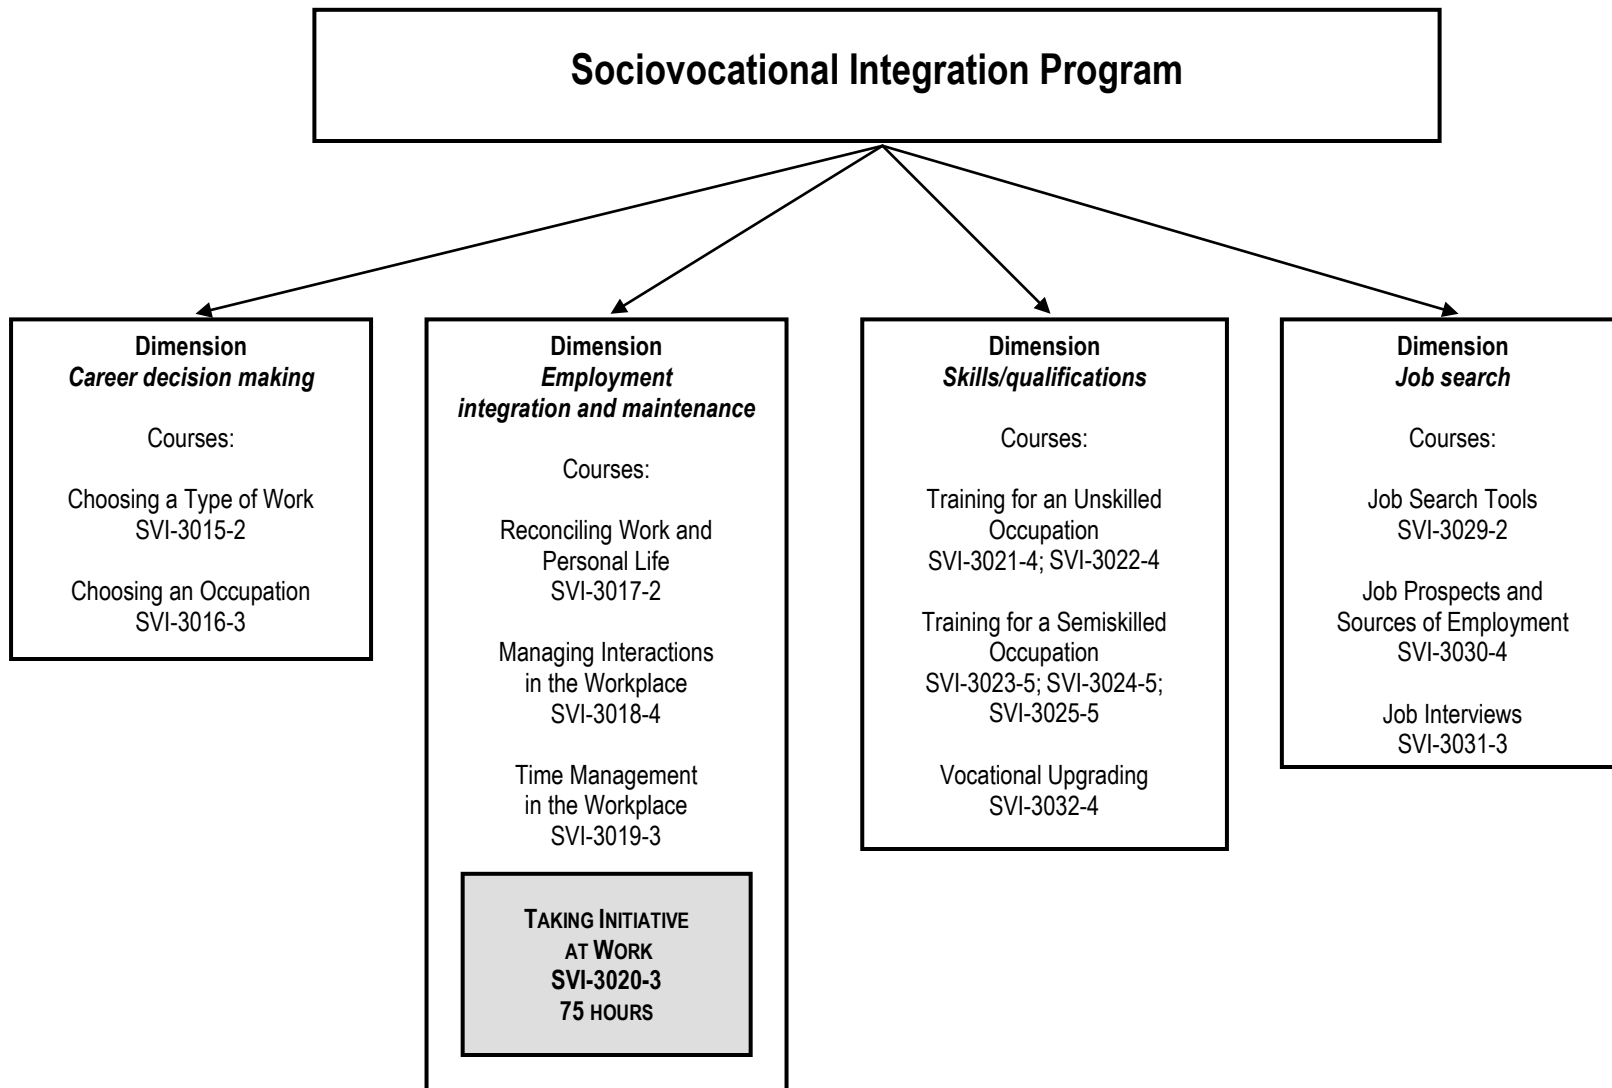 Sociovocational Integration Program
Dimension
Career decision making
Courses:
Choosing a Type of Work
SVI-3015-2
Choosing an Occupation
SVI-3016-3
Dimension
Employment
integration and maintenance
Courses:
Reconciling Work and
Personal Life
SVI-3017-2
Managing Interactions
in the Workplace
SVI-3018-4
Time Management
in the Workplace
SVI-3019-3
TAKING INITIATIVE
AT WORK
SVI-3020-3
75 HOURS
Dimension
Skills/qualifications
Courses:
Training for an Unskilled
Occupation
SVI-3021-4; SVI-3022-4
Training for a Semiskilled
Occupation
SVI-3023-5; SVI-3024-5;
SVI-3025-5
Vocational Upgrading
SVI-3032-4
Dimension
Job search
Courses:
Job Search Tools
SVI-3029-2
Job Prospects and
Sources of Employment
SVI-3030-4
Job Interviews
SVI-3031-3